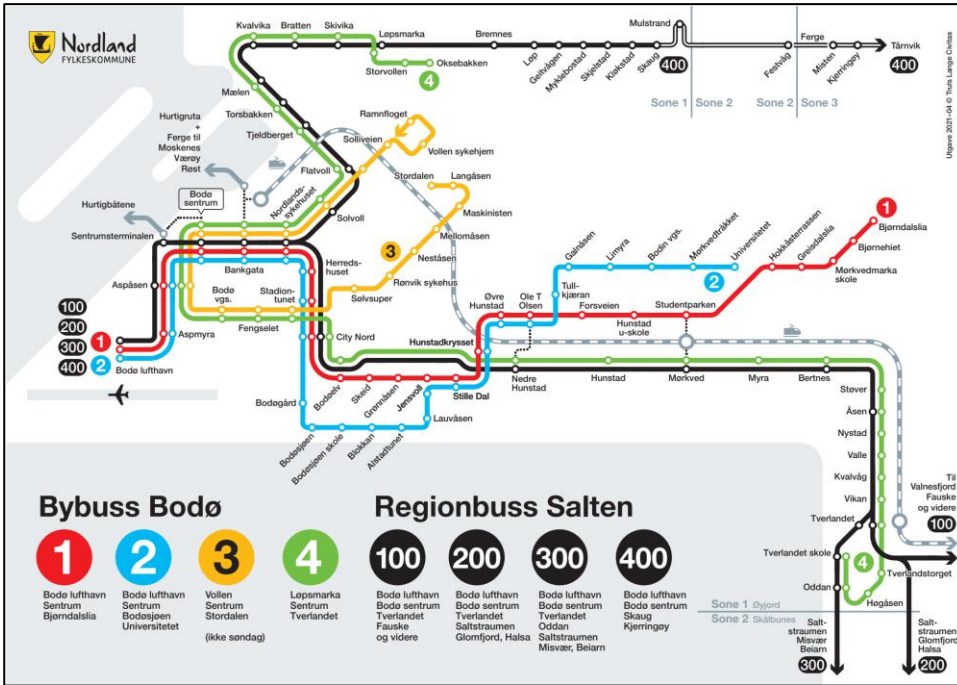 Nordland
FYLKESKOMMUNE
Kvalvika
Bratten
Skivika
Løpsmarka
Bremnes
Løp
Geitvågen
Myklebostad
Skjelstad
Kløkstad
Skaug
Mulstrand
400
Festvåg
Ferge
Misten
Kjerringøy
Tårnvik
400
Storvollen
Oksebakken
4
Sone 1
Sone 2
Sone 2
Sone 3
Utgave 2021-04 © Truls Lange Civitas
Mælen
Torsbakken
Tjeldberget
Flatvoll
Nordlands-
sykehuset
Solvoll
Hurtigruta
+
Ferge til
Moskenes
Værøy
Røst
Hurtigbåtene
Bodø
sentrum
Sentrumsterminalen
Ramnfloget
Solliveien
Vollen sykehjem
Stordalen
Langåsen
Maskinisten
Mellomåsen
Neståsen
3
Rønvik sykehus
Sølvsuper
Herreds-
huset
Bankgata
Aspåsen
Bodø
vgs.
Stadion-
tunet
Fengselet
City Nord
Aspmyra
100
200
300
400
1
2
Bodø lufthavn
Bodøgård
Bodøelv
Skeid
Grønnåsen
Jensvoll
Stille Dal
Bodøsjøen
Bodøsjøen skole
Blokkan
Alstadtunet
Lauvåsen
Hunstadkrysset
Øvre
Hunstad
Ole T
Olsen
Tull-
kjæran
Galnåsen
Limyra
Bodin vgs.
Mørkvedtråkket
Universitetet
2
Forsveien
Hunstad
u-skole
Studentparken
Hokkåsterrassen
Greisdalslia
Mørkvedmarka
skole
Bjørnehiet
Bjørndalslia
1
Nedre
Hunstad
Hunstad
Mørkved
Myra
Bertnes
Støver
Åsen
Nystad
Valle
Kvalvåg
Vikan
Tverlandet
Tverlandet skole
Oddan
4
Høgåsen
Tverlandstorget
Til
Valnesfjord
Fauske
og videre
100
Sone 1 Øyjord
Sone 2 Skålbunes
Salt-
straumen
Misvær
Beiarn
300
Salt-
straumen
Glomfjord
Halsa
200
Bybuss Bodø
1
Bodø lufthavn
Sentrum
Bjørndalslia
2
Bodø lufthavn
Sentrum
Bodøsjøen
Universitetet
3
Vollen
Sentrum
Stordalen
(ikke søndag)
4
Løpsmarka
Sentrum
Tverlandet
Regionbuss Salten
100
Bodø lufthavn
Bodø sentrum
Tverlandet
Fauske
og videre
200
Bodø lufthavn
Bodø sentrum
Tverlandet
Saltstraumen
Glomfjord, Halsa
300
Bodø lufthavn
Bodø sentrum
Tverlandet
Oddan
Saltstraumen
Misvær, Beiarn
400
Bodø lufthavn
Bodø sentrum
Skaug
Kjerringøy